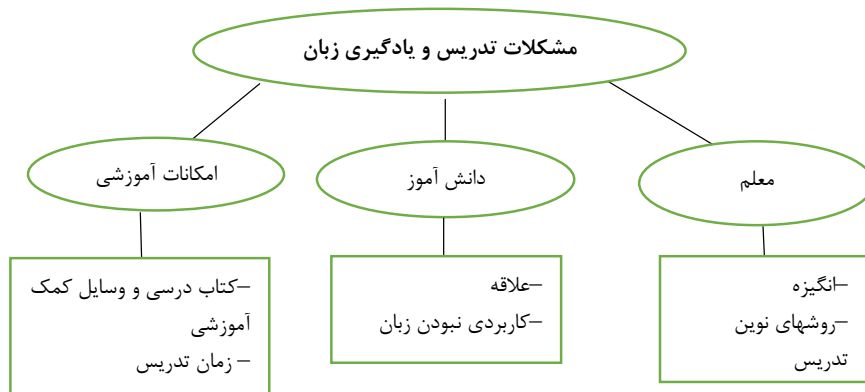 مشکلات تدریس و یادگیری زبان
معلم
دانش آموز
امکانات آموزشی
–انگیزه
–روشهای نوین
تدریس
–علاقه
–کاربردی نبودن زبان
–کتاب درسی و وسایل کمک
آموزشی
– زمان تدریس